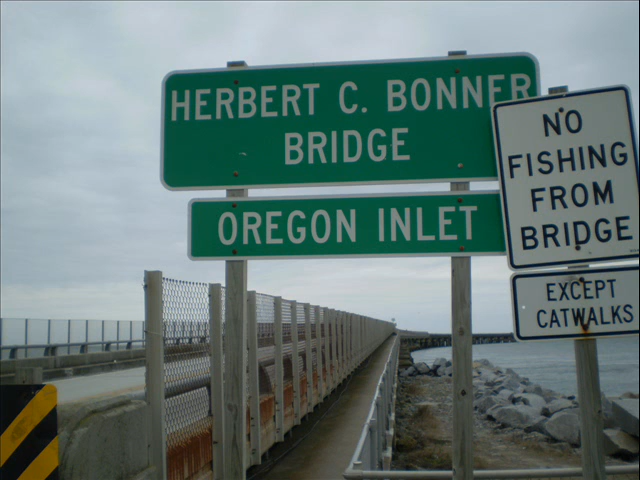 HERBERT C. BONNER
BRIDGE
OREGON INLET
NO
FISHING
FROM
BRIDGE
EXCEPT
CATWALKS